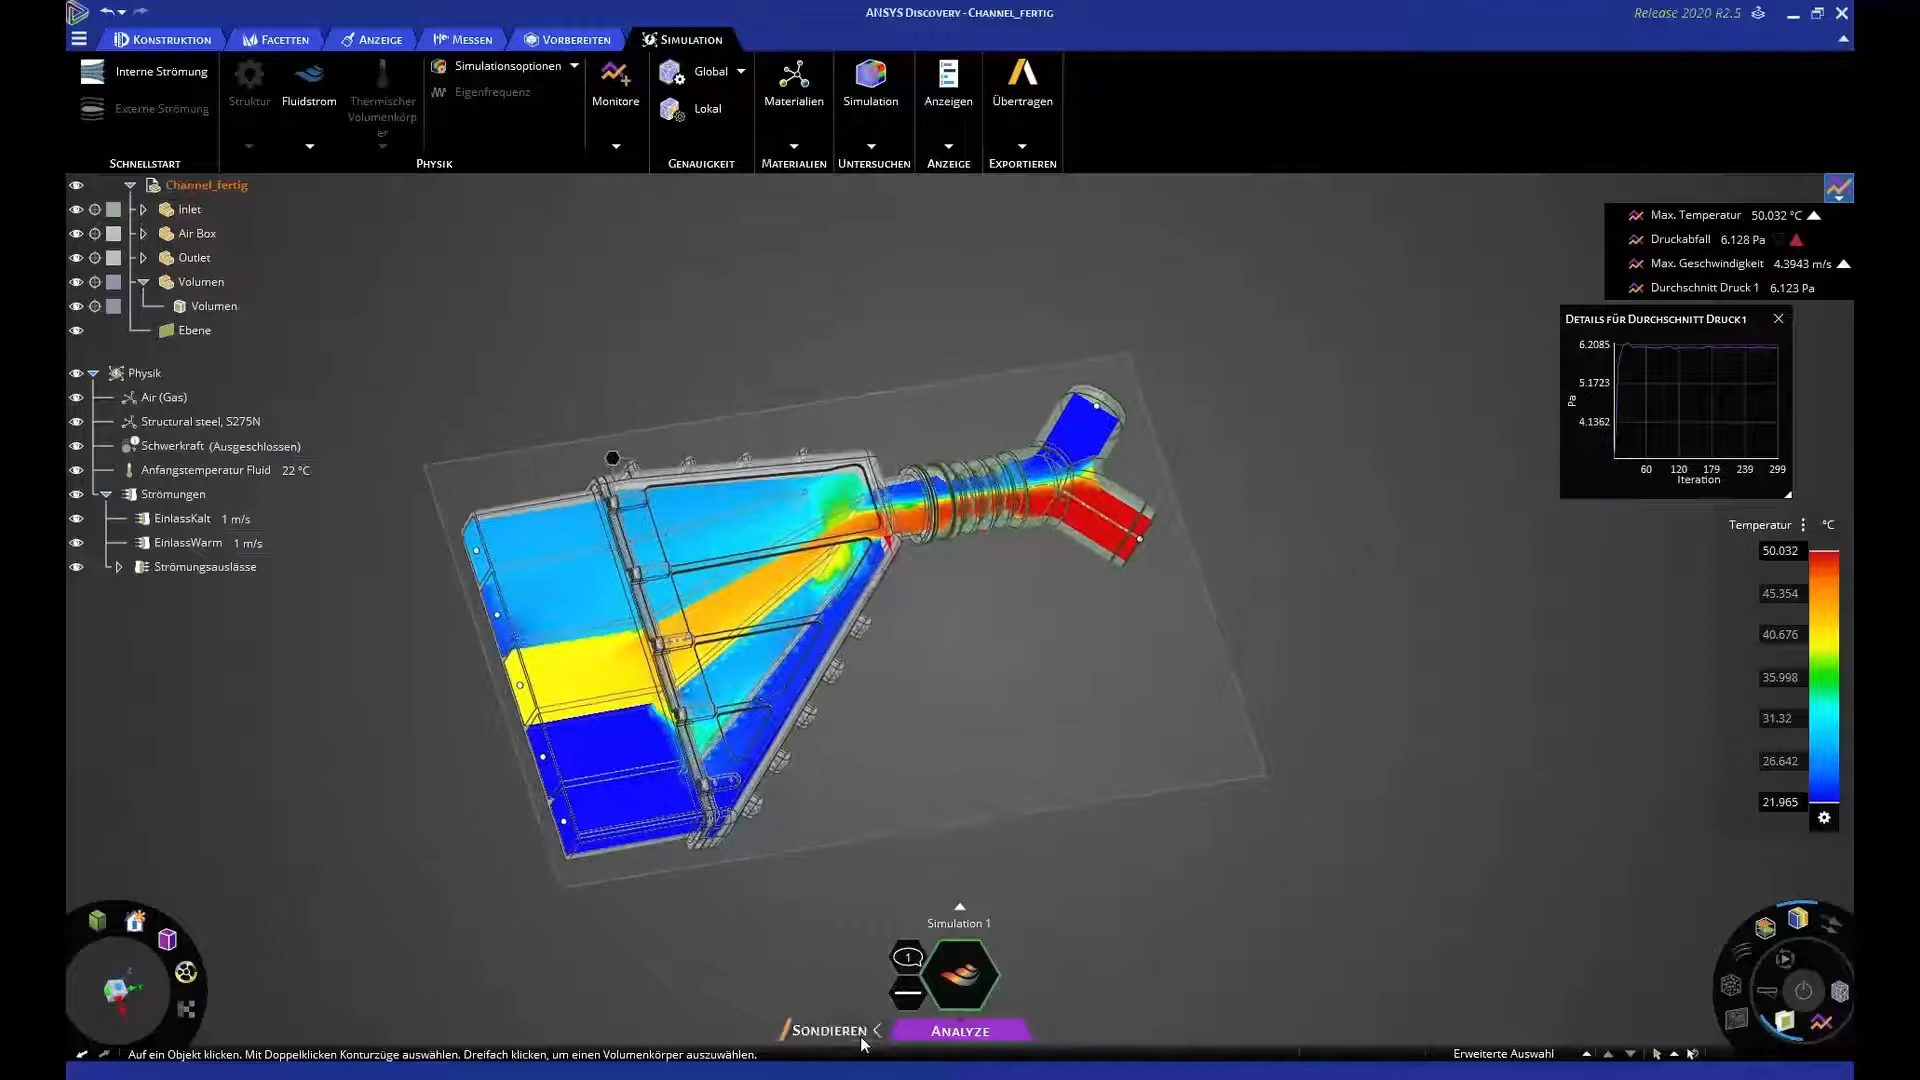 ANSYS Discovery - Channel_fertig
Release 2020 R2.5
Konstruktion
Facetten
Anzeige
Messen
Vorbereiten
Simulation
Interne Strömung
Externe Strömung
Schnellstart
Struktur
Fluidstrom
Thermischer
Volumenkörp
er
Simulationsoptionen
Eigenfrequenz
Physik
Monitore
Global
Lokal
Genauigkeit
Materialien
Materialien
Simulation
Untersuchen
Anzeigen
Anzeige
Übertragen
Exportieren
Channel_fertig
Inlet
Air Box
Outlet
Volumen
Volumen
Ebene
Physik
Air (Gas)
Structural steel, S275N
Schwerkraft (Ausgeschlossen)
Anfangstemperatur Fluid 22 °C
Strömungen
EinlassKalt 1 m/s
EinlassWarm 1 m/s
Strömungsauslässe
Max. Temperatur 50.032 °C
Druckabfall 6.128 Pa
Max. Geschwindigkeit 4.3943 m/s
Durchschnitt Druck 1 6.123 Pa
Details für Durchschnitt Druck 1
6.2085
5.1723
4.1362
Pa
60 120 179 239 299
Iteration
Temperatur °C
50.032
45.354
40.676
35.998
31.32
26.642
21.965
Z
Y
Simulation 1
1
Sondieren
Analyze
Auf ein Objekt klicken. Mit Doppelklicken Konturzüge auswählen. Dreifach klicken, um einen Volumenkörper auszuwählen.
Erweiterte Auswahl